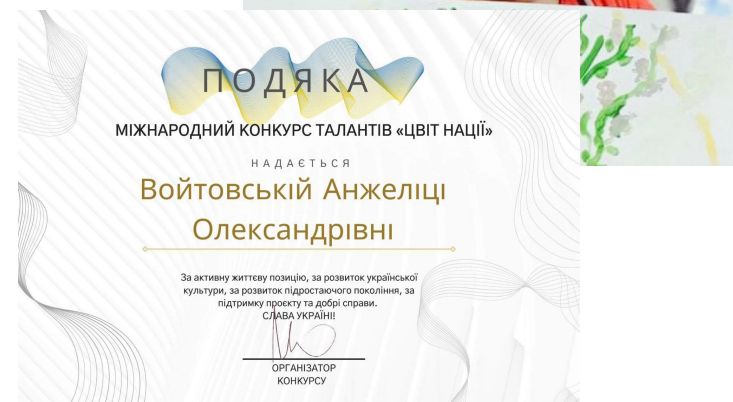 ПОДЯКА
МІЖНАРОДНИЙ КОНКУРС ТАЛАНТІВ «ЦВІТ НАЦІЇ»
НАДАЄТЬСЯ
Войтовській Анжеліці
Олександрівні
За активну життєву позицію, за розвиток української
культури, за розвиток підростаючого покоління, за
підтримку проєкту та добрі справи.
СЛАВА УКРАЇНІ!
ОРГАНІЗАТОР
КОНКУРСУ